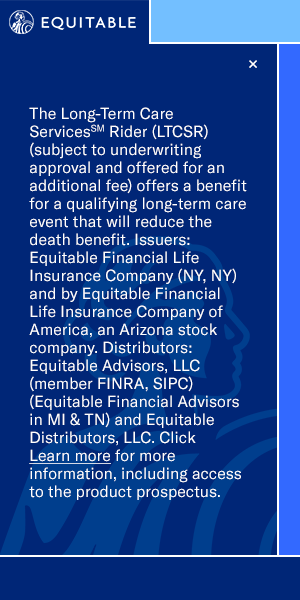 EQUITABLE
×
The Long-Term Care
Services℠ Rider (LTCSR)
(subject to underwriting
approval and offered for an
additional fee) offers a benefit
for a qualifying long-term care
event that will reduce the
death benefit. Issuers:
Equitable Financial Life
Insurance Company (NY, NY)
and by Equitable Financial
Life Insurance Company of
America, an Arizona stock
company. Distributors:
Equitable Advisors, LLC
(member FINRA, SIPC)
(Equitable Financial Advisors
in MI & TN) and Equitable
Distributors, LLC. Click
Learn more for more
information, including access
to the product prospectus.